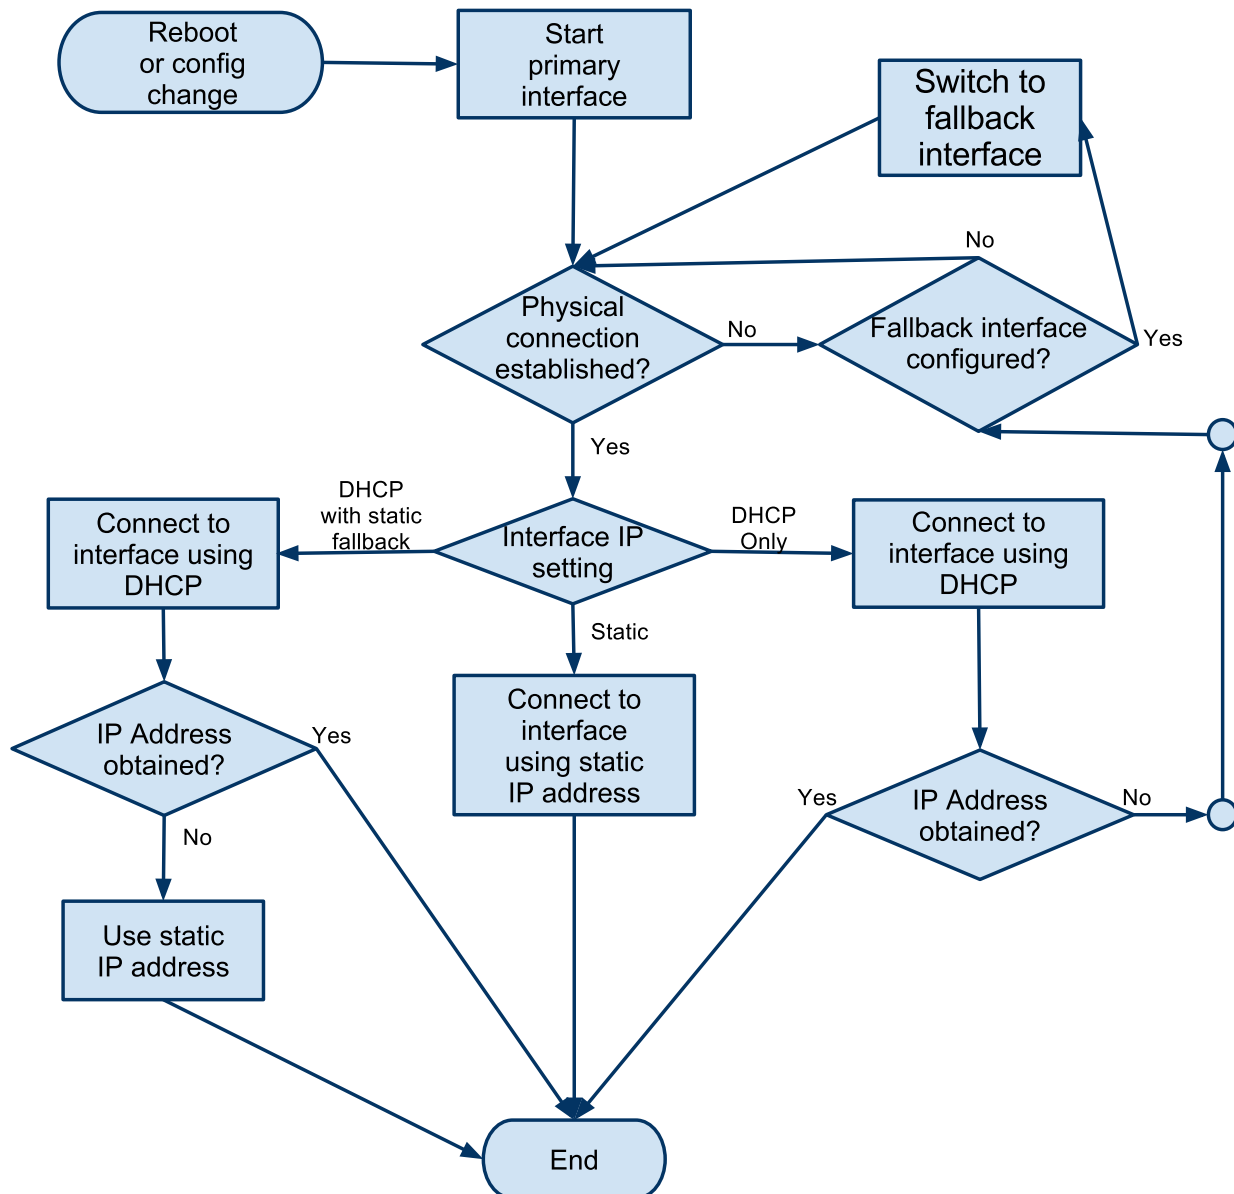 Reboot
or config
change
Start
primary
interface
Switch to
fallback
interface
No
Physical
connection
established?
No
Fallback interface
configured?
Yes
Yes
DHCP
with static
fallback
DHCP
Only
Connect to
interface using
DHCP
Interface IP
setting
Connect to
interface using
DHCP
Static
Connect to
interface
using static
IP address
IP Address
obtained?
Yes
No
Yes
IP Address
obtained?
No
Use static
IP address
End